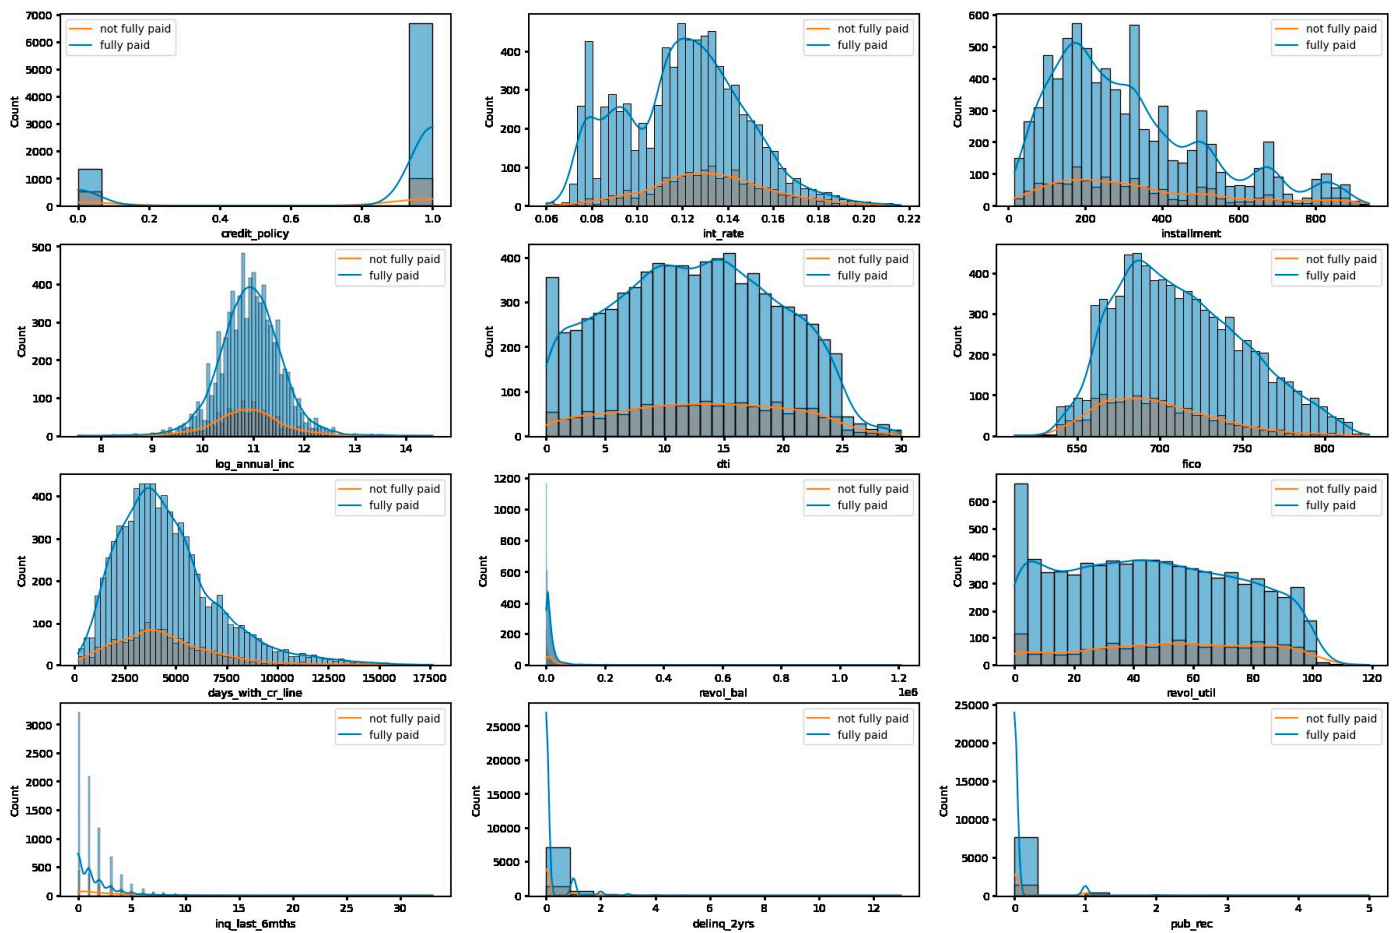 7000
6000
5000
4000
3000
2000
1000
0
Count
not fully paid
fully paid
0.0 0.2 0.4 0.6 0.8 1.0
credit_policy
400
300
200
100
0
Count
not fully paid
fully paid
0.06 0.08 0.10 0.12 0.14 0.16 0.18 0.20 0.22
int_rate
600
500
400
300
200
100
0
Count
not fully paid
fully paid
0 200 400 600 800
installment
500
400
300
200
100
0
Count
not fully paid
fully paid
8 9 10 11 12 13 14
log_annual_inc
400
300
200
100
0
Count
not fully paid
fully paid
0 5 10 15 20 25 30
dti
400
300
200
100
0
Count
not fully paid
fully paid
650 700 750 800
fico
400
300
200
100
0
Count
not fully paid
fully paid
0 2500 5000 7500 10000 12500 15000 17500
days_with_cr_line
1200
1000
800
600
400
200
0
Count
not fully paid
fully paid
0.0 0.2 0.4 0.6 0.8 1.0 1.2
1e6
revol_bal
600
500
400
300
200
100
0
Count
not fully paid
fully paid
0 20 40 60 80 100 120
revol_util
3000
2500
2000
1500
1000
500
0
Count
not fully paid
fully paid
0 5 10 15 20 25 30
inq_last_6mths
25000
20000
15000
10000
5000
0
Count
not fully paid
fully paid
0 2 4 6 8 10 12
delinq_2yrs
25000
20000
15000
10000
5000
0
Count
not fully paid
fully paid
0 1 2 3 4 5
pub_rec